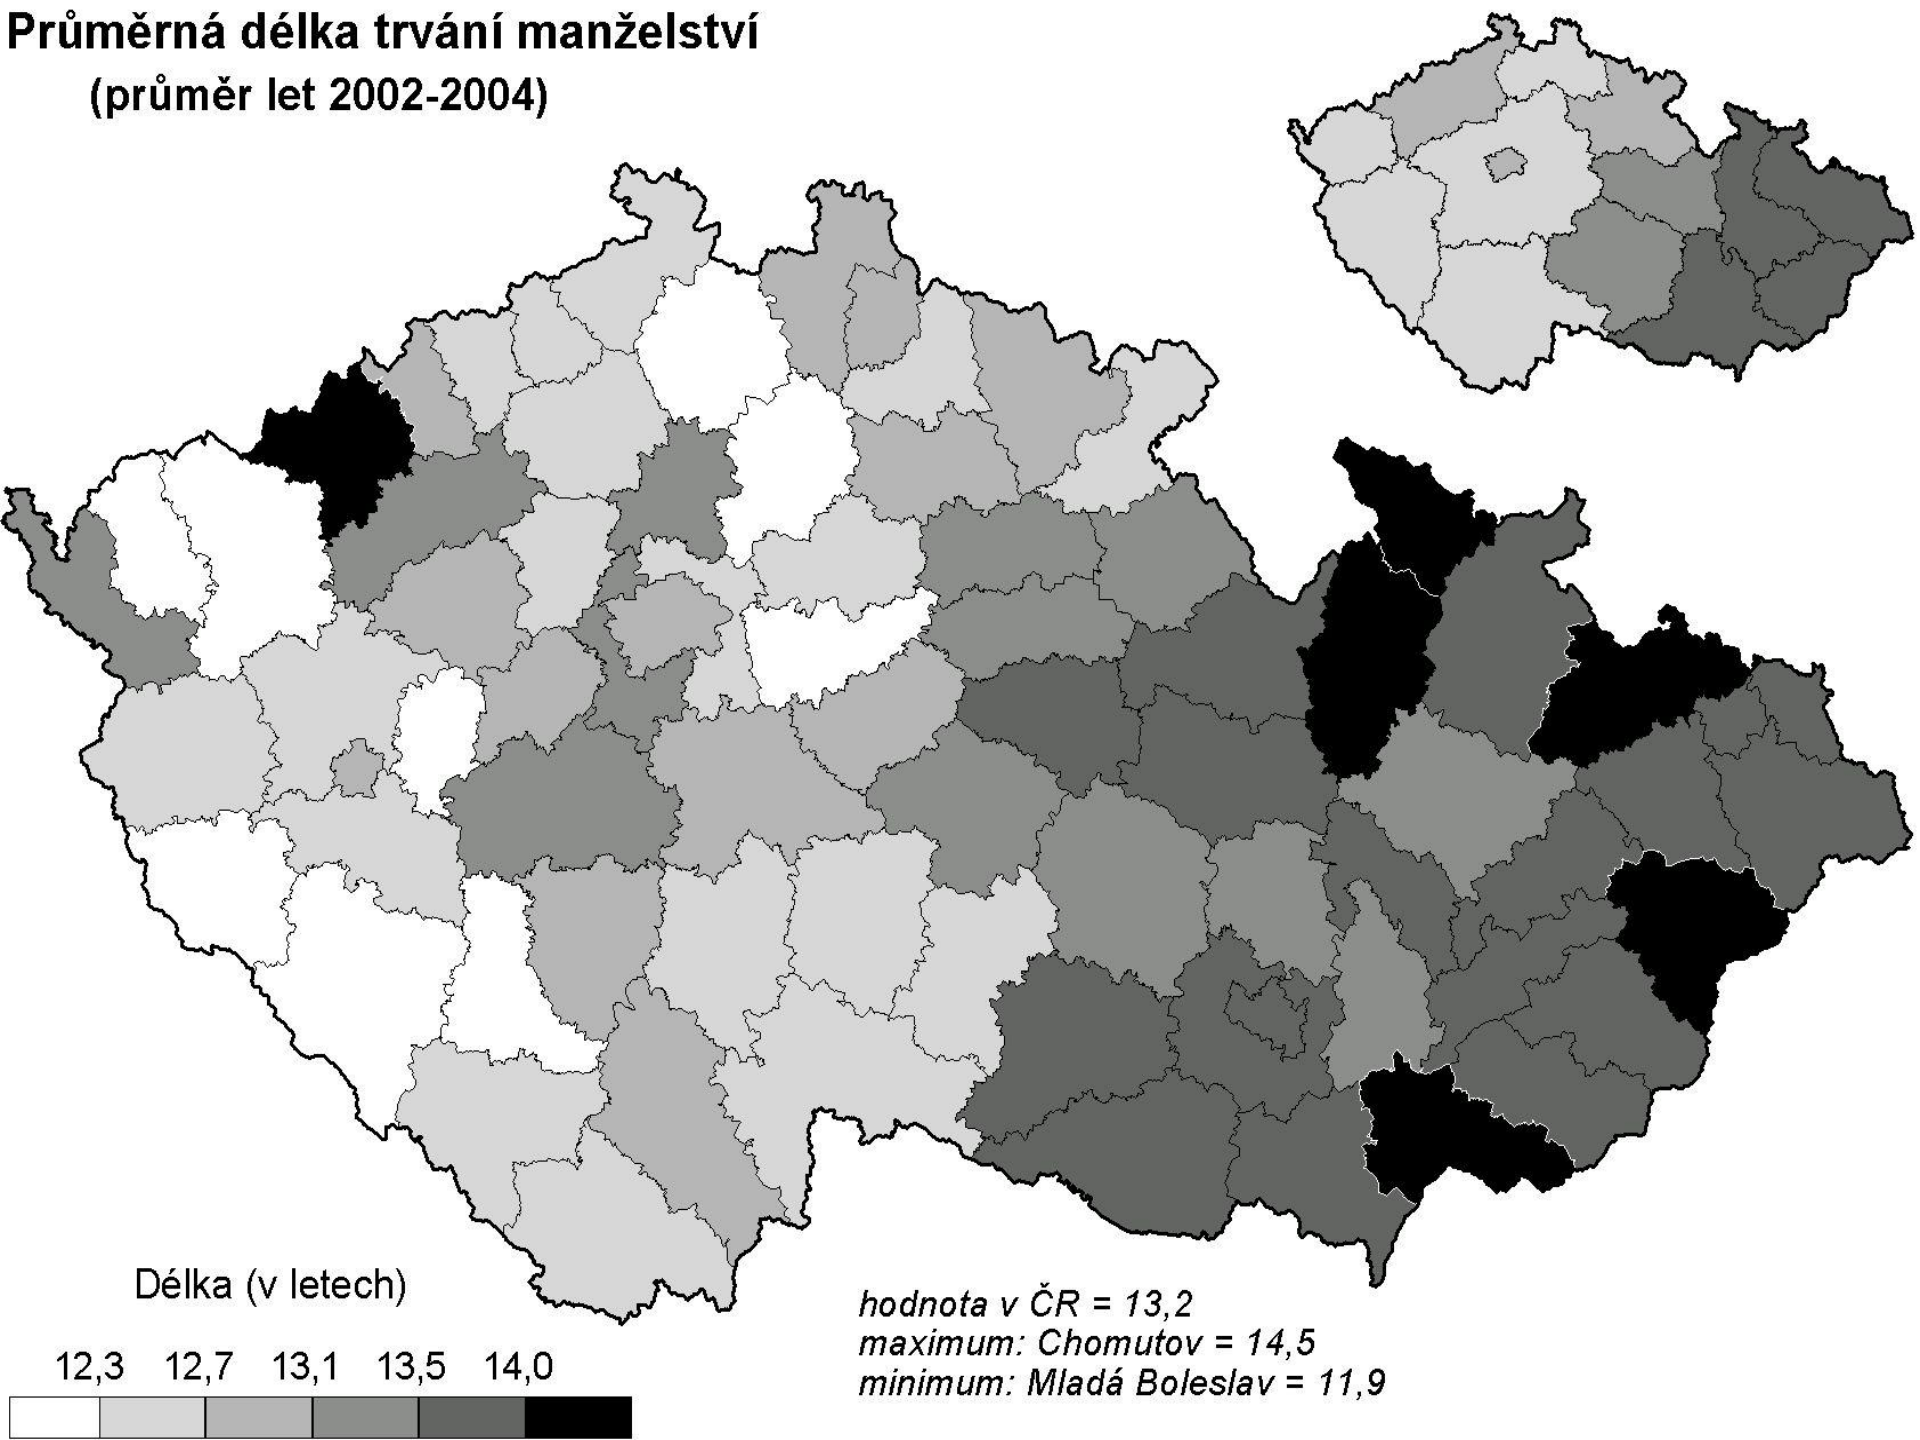 Průměrná délka trvání manželství
(průměr let 2002-2004)
Délka (v letech)
12,3 12,7 13,1 13,5 14,0
hodnota v ČR = 13,2
maximum: Chomutov = 14,5
minimum: Mladá Boleslav = 11,9